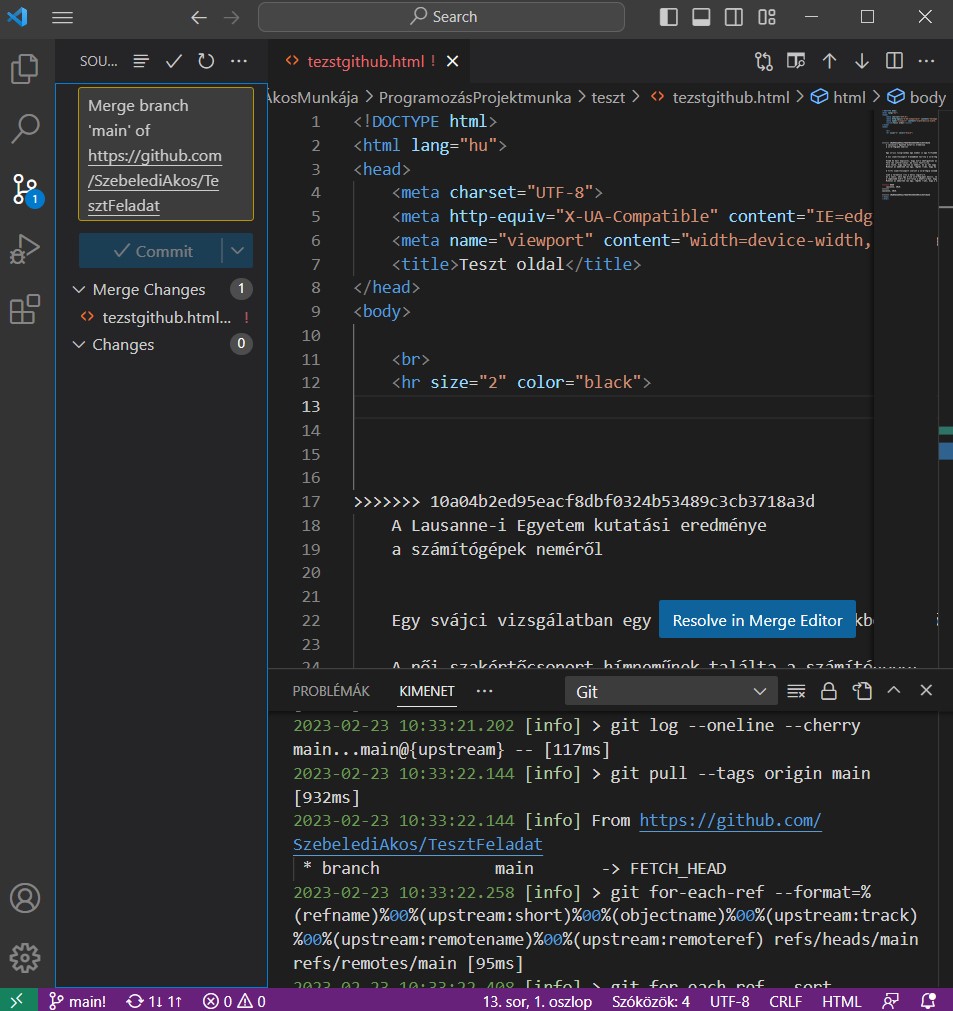 Search
SOU...
tezstgithub.html !
ÁkosMunkája > ProgramozásProjektmunka > teszt > tezstgithub.html > html > body
Merge branch
'main' of
https://github.com
/SzebelediAkos/Te
sztFeladat
1
Commit
Merge Changes 1
tezstgithub.html... !
Changes 0
1 <!DOCTYPE html>
2 <html lang="hu">
3 <head>
4 <meta charset="UTF-8">
5 <meta http-equiv="X-UA-Compatible" content="IE=edg
6 <meta name="viewport" content="width=device-width,
7 <title>Teszt oldal</title>
8 </head>
9 <body>
10
11 <br>
12 <hr size="2" color="black">
13
14
15
16
17 >>>>>>> 10a04b2ed95eacf8dbf0324b53489c3cb3718a3d
18 A Lausanne-i Egyetem kutatási eredménye
19 a számítógépek neméről
20
21
22 Egy svájci vizsgálatban egy
Resolve in Merge Editor
23
24 A női szakértőcsoport hímneműnek találta a
PROBLÉMÁK KIMENET ... Git
2023-02-23 10:33:21.202 [info] > git log --oneline --cherry
main...main@{upstream} -- [117ms]
2023-02-23 10:33:22.144 [info] > git pull --tags origin main
[932ms]
2023-02-23 10:33:22.144 [info] From https://github.com/
SzebelediAkos/TesztFeladat
* branch main -> FETCH_HEAD
2023-02-23 10:33:22.258 [info] > git for-each-ref --format=%
(refname)%00%(upstream:short)%00%(objectname)%00%(upstream:track)
%00%(upstream:remotename)%00%(upstream:remoteref) refs/heads/main
refs/remotes/main [95ms]
2023-02-23 10:33:22.408 [info] > git for-each-ref --sort
main! 1↓ 1↑ 0 0 13. sor, 1. oszlop Szóközök: 4 UTF-8 CRLF HTML